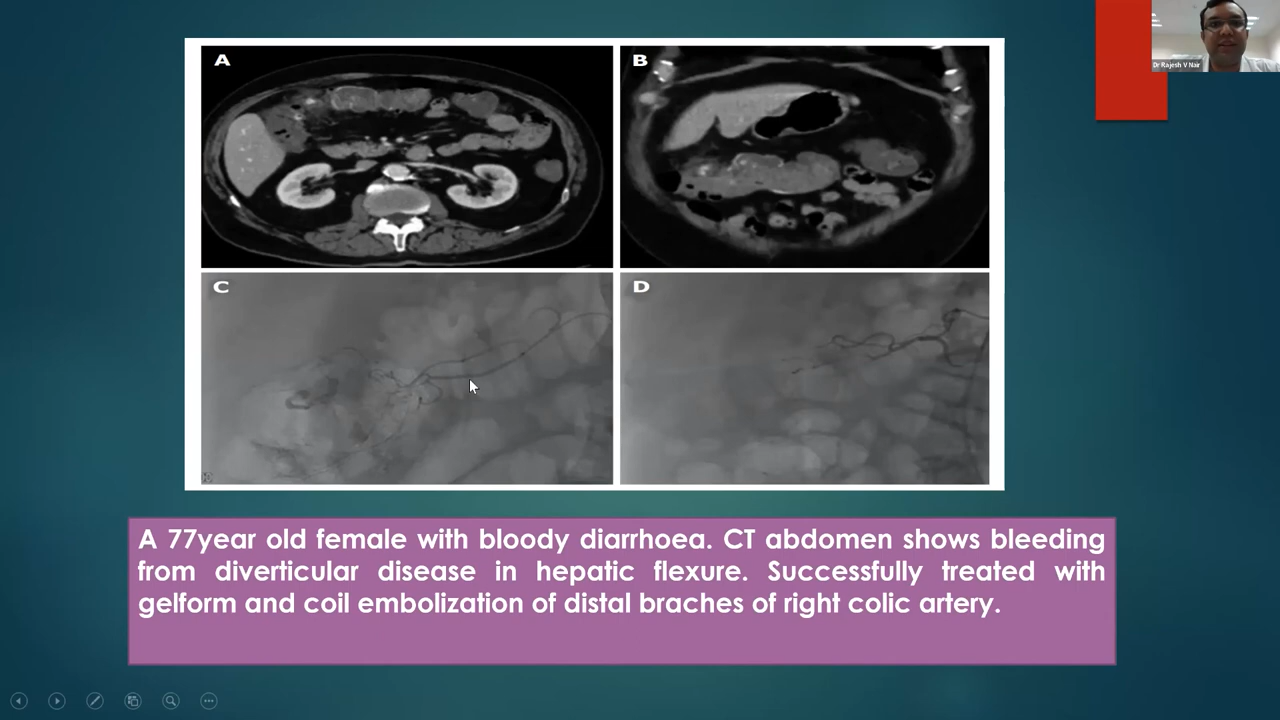 A
B
Dr Rajesh V Nair
C
D
A 77year old female with bloody diarrhoea. CT abdomen shows bleeding
from diverticular disease in hepatic flexure. Successfully treated with
gelform and coil embolization of distal braches of right colic artery.